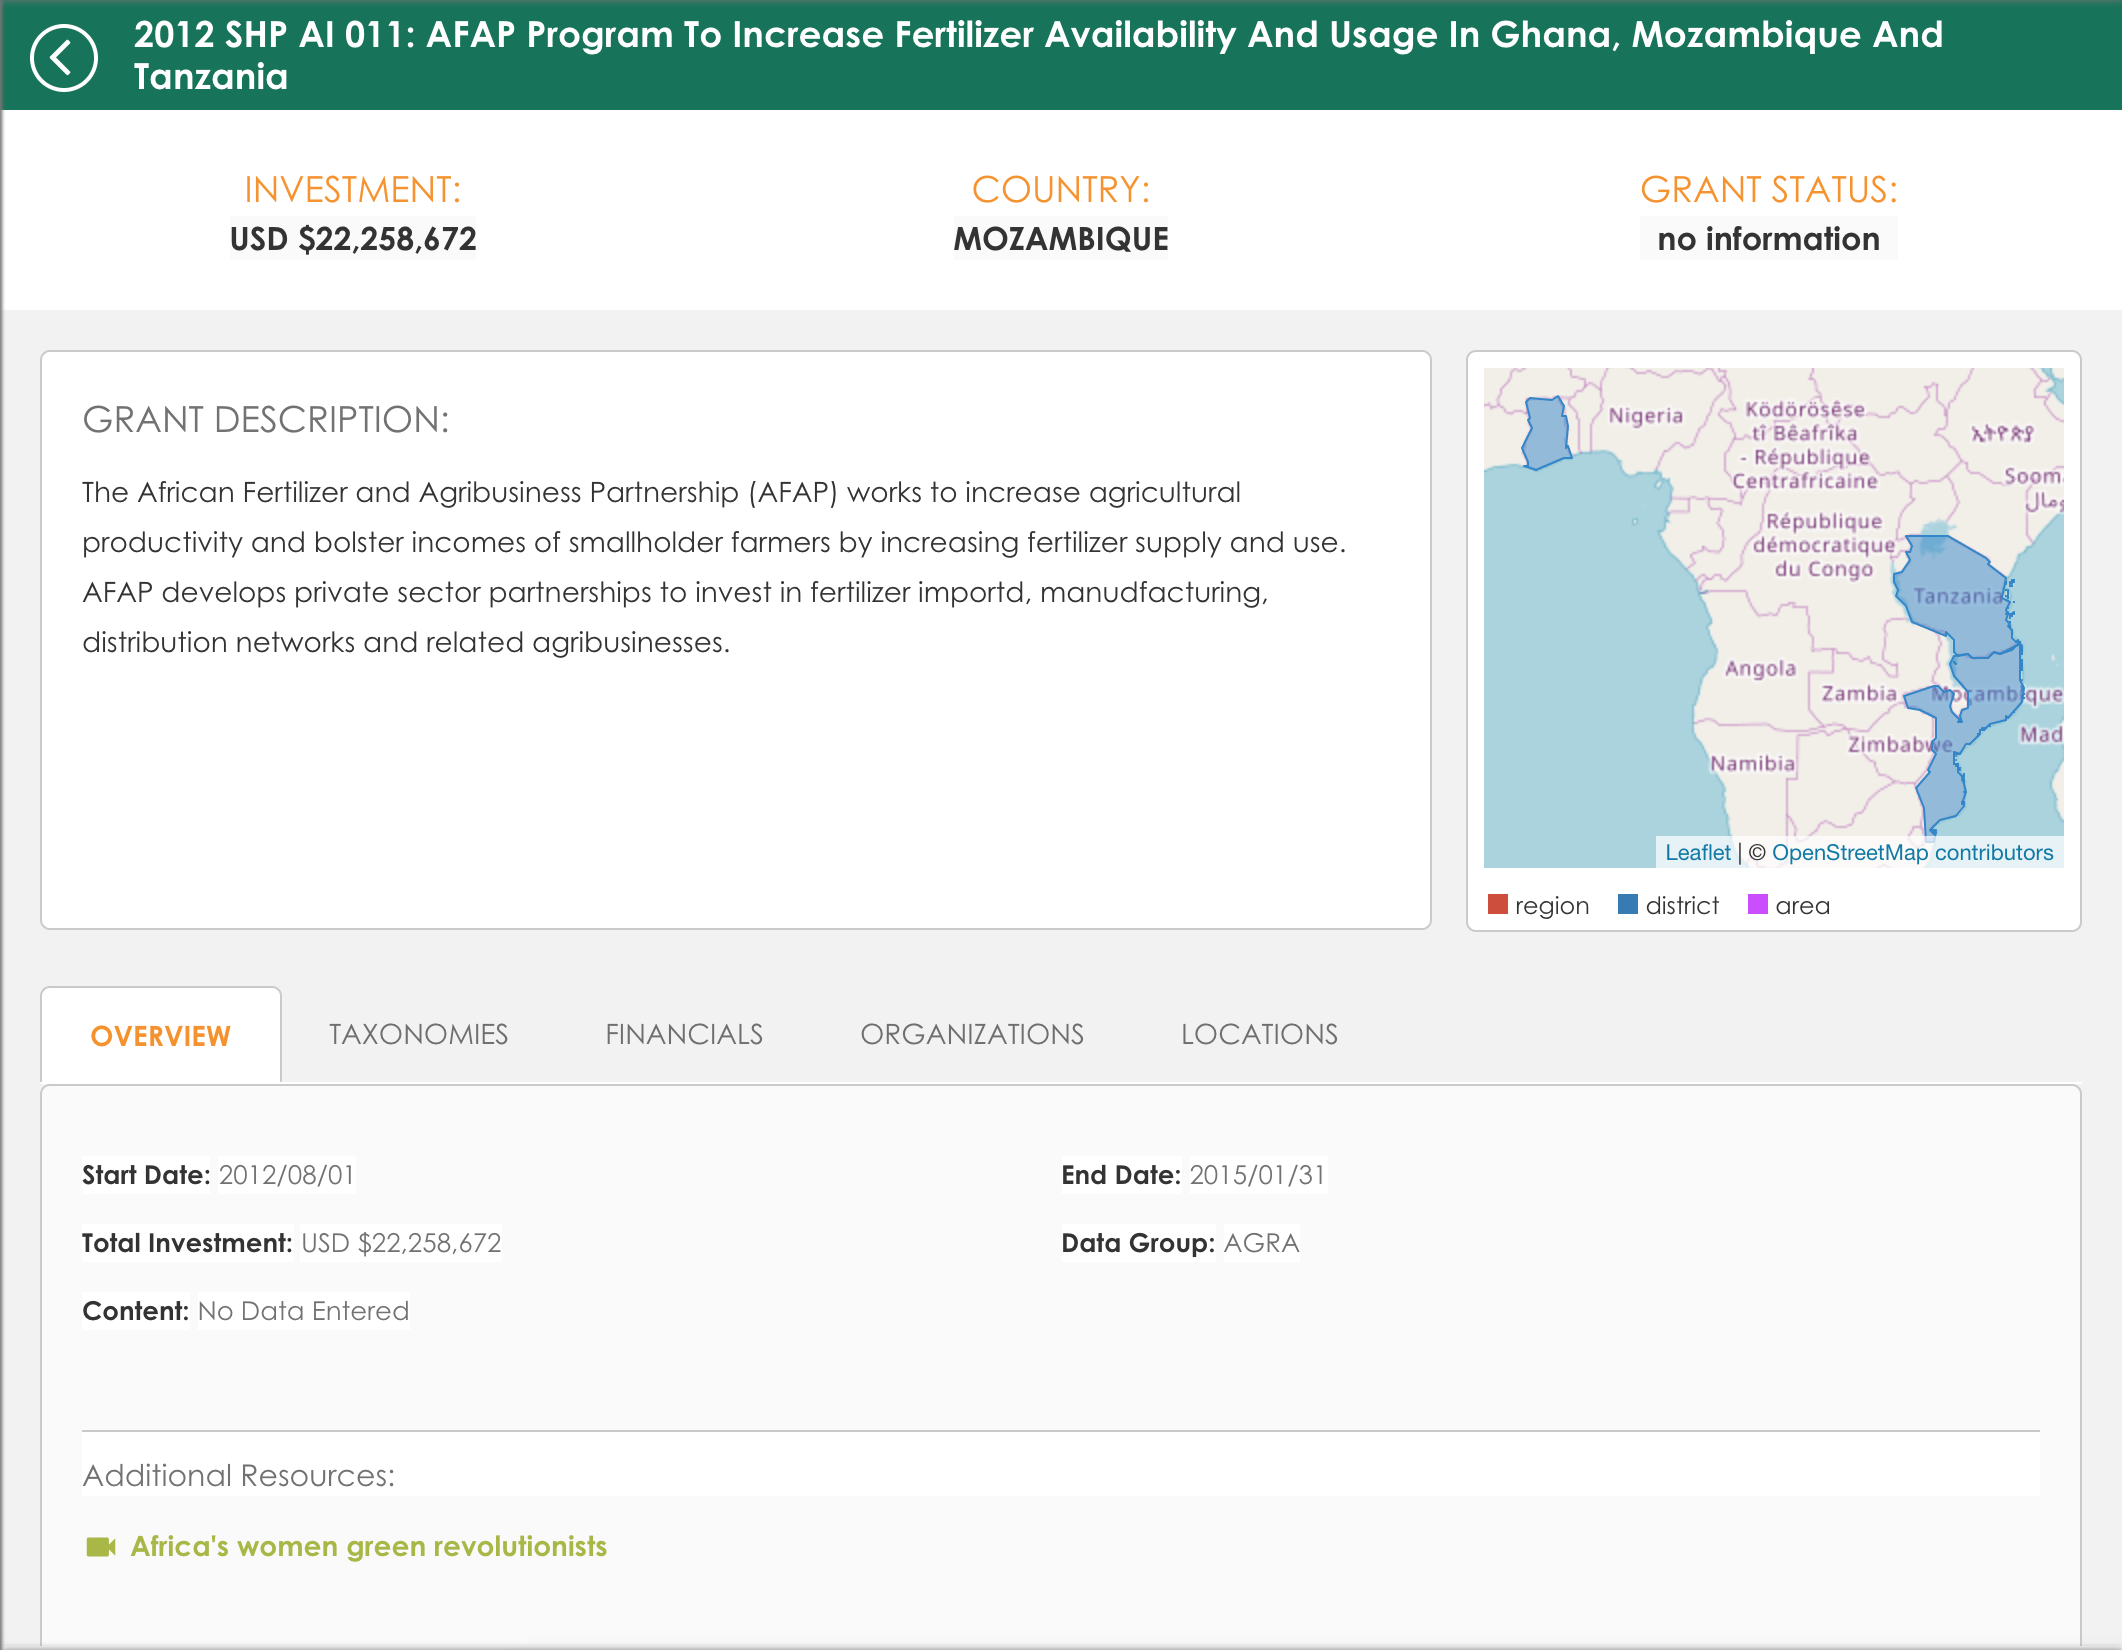 2012 SHP AI 011: AFAP Program To Increase Fertilizer Availability And Usage In Ghana, Mozambique And
Tanzania
INVESTMENT:
USD $22,258,672
COUNTRY:
MOZAMBIQUE
GRANT STATUS:
no information
GRANT DESCRIPTION:
The African Fertilizer and Agribusiness Partnership (AFAP) works to increase agricultural
productivity and bolster incomes of smallholder farmers by increasing fertilizer supply and use.
AFAP develops private sector partnerships to invest in fertilizer importd, manudfacturing,
distribution networks and related agribusinesses.
Nigeria
Ködörösêse
tî Bêafrîka
- République
Centrafricaine
ኢትዮጵያ
Soom
République
démocratique
du Congo
Tanzania
Angola
Zambia
Moçambique
Zimbabwe
Mad
Namibia
Leaflet | © OpenStreetMap contributors
region district area
OVERVIEW TAXONOMIES FINANCIALS ORGANIZATIONS LOCATIONS
Start Date: 2012/08/01
End Date: 2015/01/31
Total Investment: USD $22,258,672
Data Group: AGRA
Content: No Data Entered
Additional Resources:
Africa's women green revolutionists